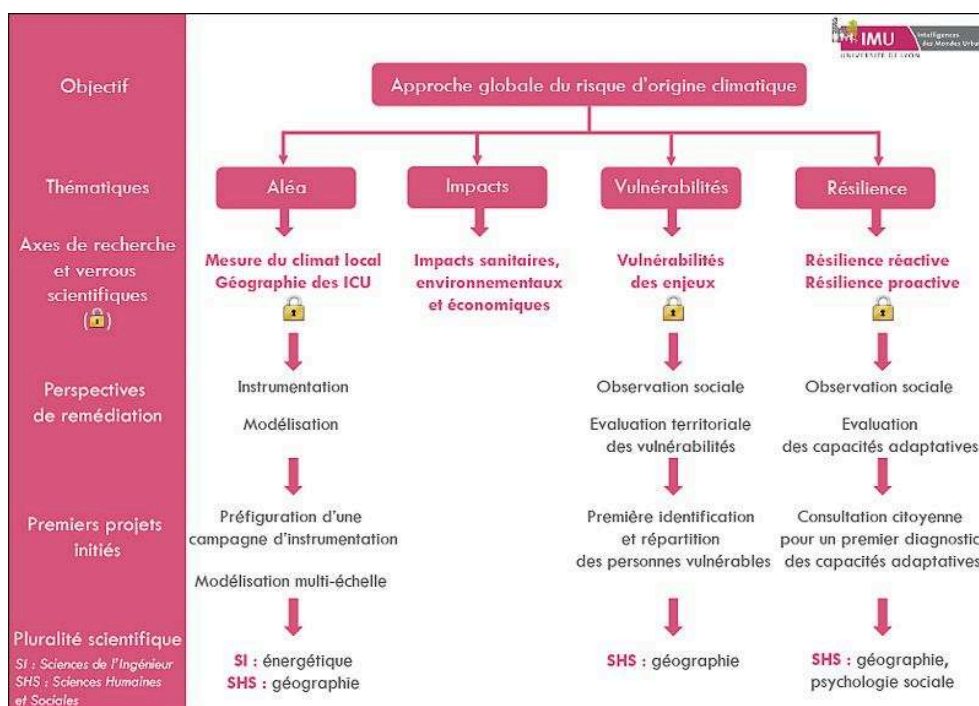 IMU
Intelligences
des Mondes Urbains
UNIVERSITÉ DE LYON
Objectif
Approche globale du risque d'origine climatique
Thématiques
Aléa
Impacts
Vulnérabilités
Résilience
Axes de recherche
et verrous
scientifiques
()
Mesure du climat local
Géographie des ICU
Impacts sanitaires,
environnementaux
et économiques
Vulnérabilités
des enjeux
Résilience réactive
Résilience proactive
Perspectives
de remédiation
Instrumentation
Modélisation
Observation sociale
Evaluation territoriale
des vulnérabilités
Observation sociale
Evaluation
des capacités adaptatives
Premiers projets
initiés
Préfiguration d'une
campagne d'instrumentation
Modélisation multi-échelle
Première identification
et répartition
des personnes vulnérables
Consultation citoyenne
pour un premier diagnostic
des capacités adaptatives
Pluralité scientifique
SI : Sciences de l'Ingénieur
SHS : Sciences Humaines
et Sociales
SI : énergétique
SHS : géographie
SHS : géographie
SHS : géographie,
psychologie sociale